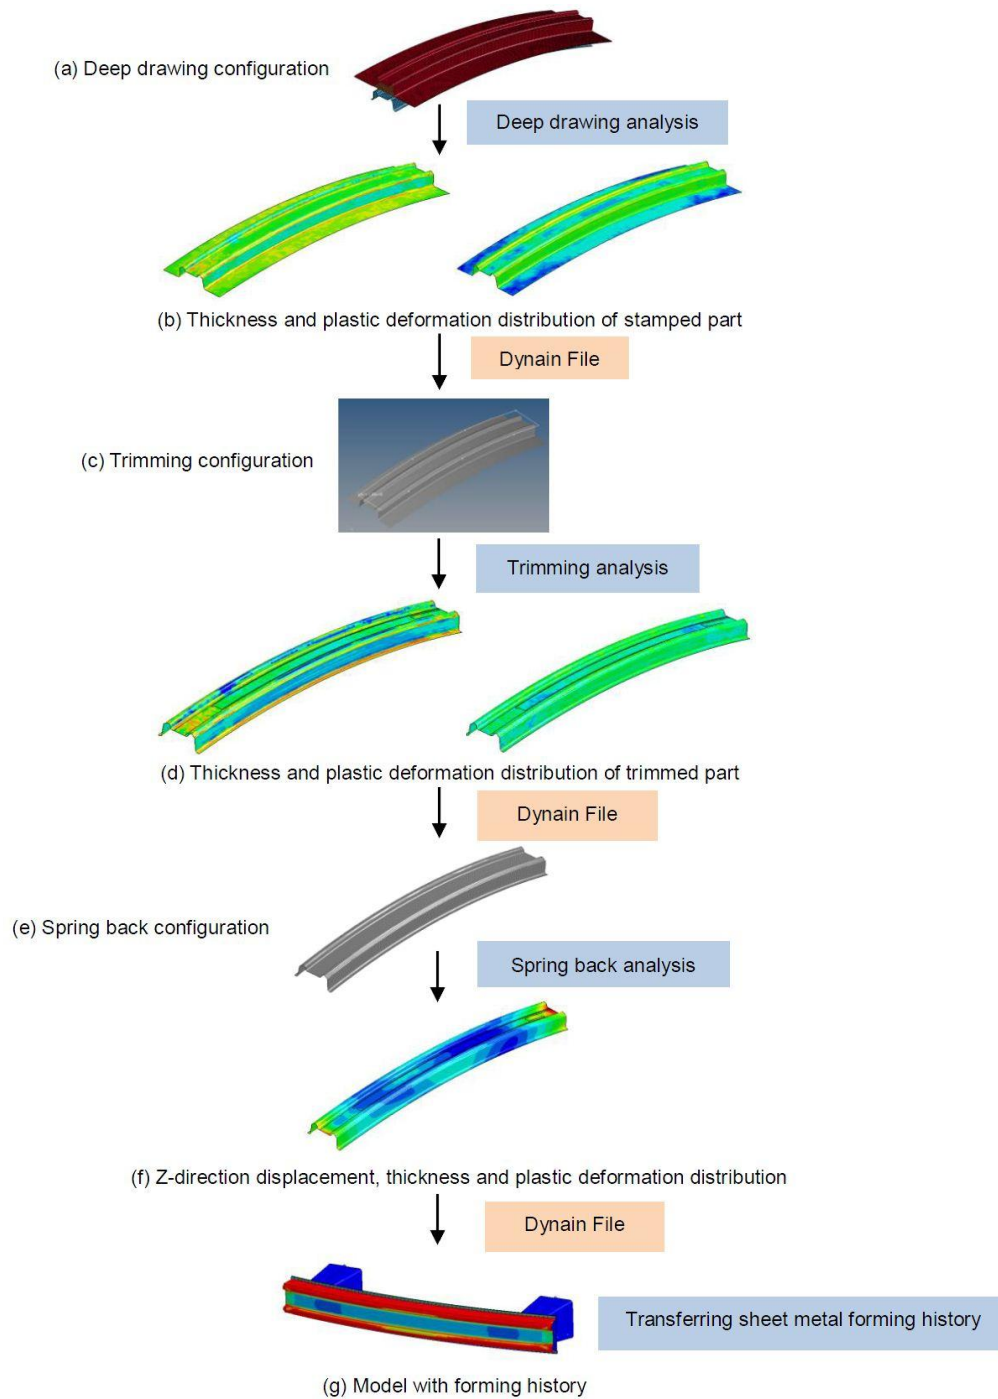 (a) Deep drawing configuration
Deep drawing analysis
(b) Thickness and plastic deformation distribution of stamped part
Dynain File
(c) Trimming configuration
Trimming analysis
(d) Thickness and plastic deformation distribution of trimmed part
Dynain File
(e) Spring back configuration
Spring back analysis
(f) Z-direction displacement, thickness and plastic deformation distribution
Dynain File
Transferring sheet metal forming history
(g) Model with forming history